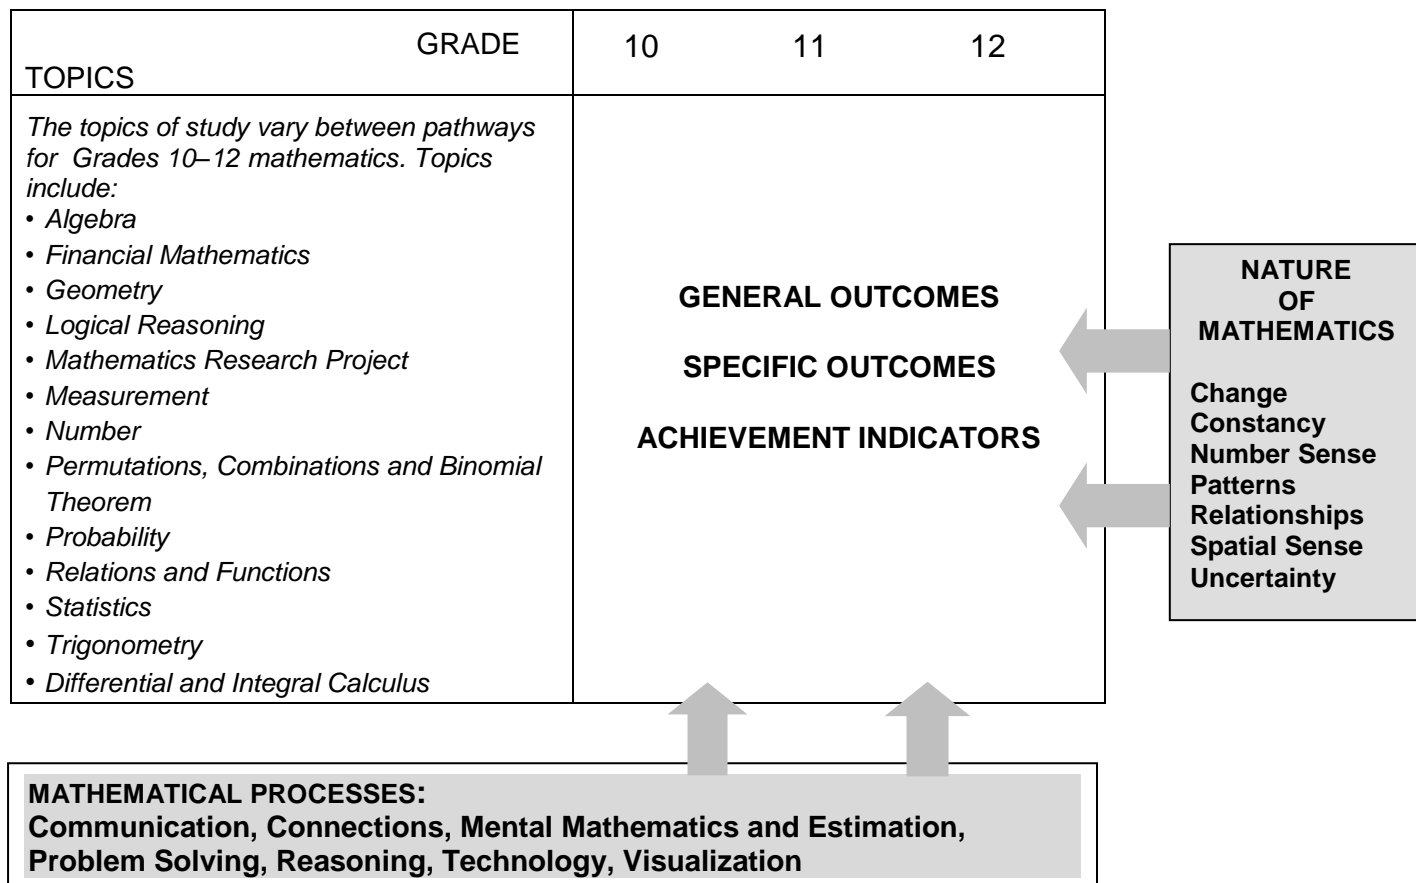 GRADE
TOPICS
10 11 12
The topics of study vary between pathways
for Grades 10–12 mathematics. Topics
include:
• Algebra
• Financial Mathematics
• Geometry
• Logical Reasoning
• Mathematics Research Project
• Measurement
• Number
• Permutations, Combinations and Binomial
Theorem
• Probability
• Relations and Functions
• Statistics
• Trigonometry
• Differential and Integral Calculus
GENERAL OUTCOMES
SPECIFIC OUTCOMES
ACHIEVEMENT INDICATORS
NATURE
OF
MATHEMATICS
Change
Constancy
Number Sense
Patterns
Relationships
Spatial Sense
Uncertainty
MATHEMATICAL PROCESSES:
Communication, Connections, Mental Mathematics and Estimation,
Problem Solving, Reasoning, Technology, Visualization